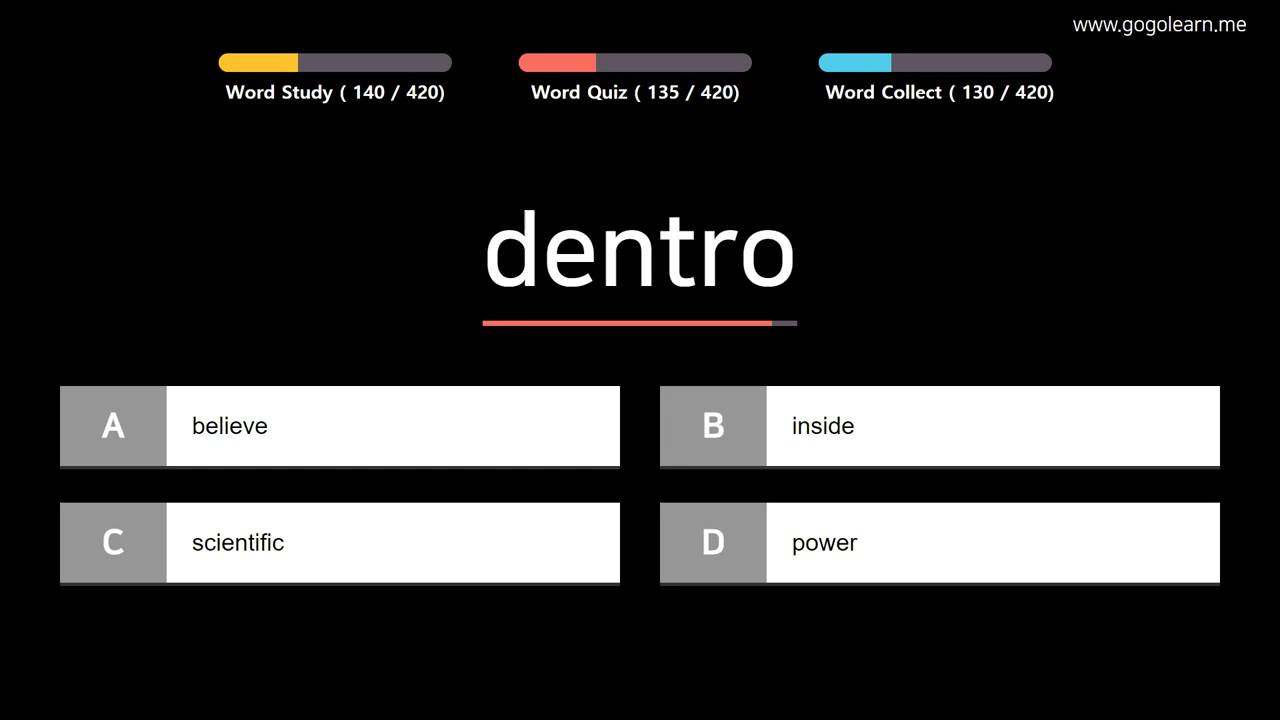 www.gogolearn.me
Word Study ( 140 / 420)
Word Quiz ( 135 / 420)
Word Collect ( 130 / 420)
dentro
A believe
B inside
C scientific
D power